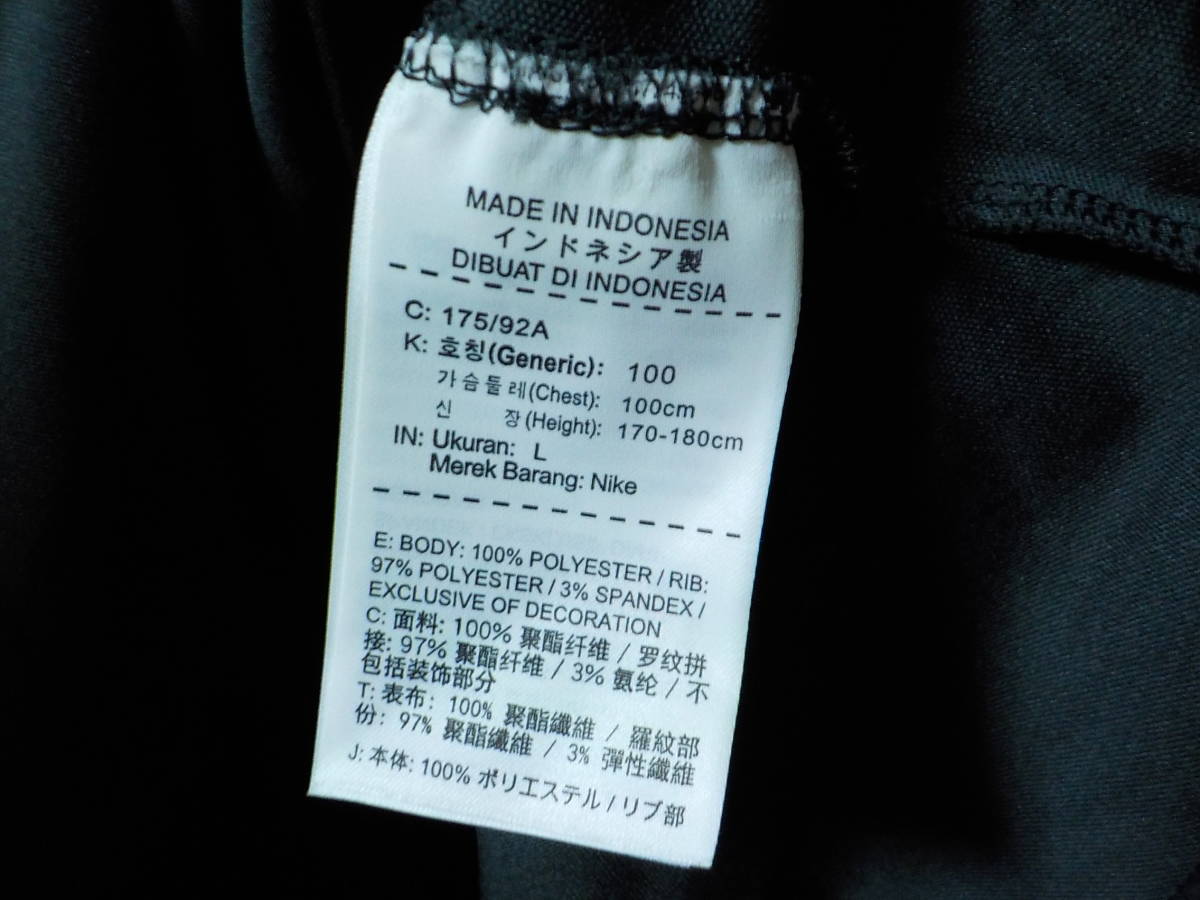 MADE IN INDONESIA
インドネシア製
DIBUAT DI INDONESIA
C: 175/92A
K: 호칭(Generic): 100
가슴둘레(Chest): 100cm
신 장(Height): 170-180cm
IN: Ukuran: L
Merek Barang: Nike
E: BODY: 100% POLYESTER / RIB:
97% POLYESTER / 3% SPANDEX /
EXCLUSIVE OF DECORATION
C: 面料: 100% 聚酯纤维 / 罗纹拼
接: 97% 聚酯纤维 / 3% 氨纶 / 不
包括装饰部分
T: 表布: 100% 聚酯纖維 / 羅紋部
份: 97% 聚酯纖維 / 3% 彈性纖維
J: 本体: 100% ポリエステル / リブ部